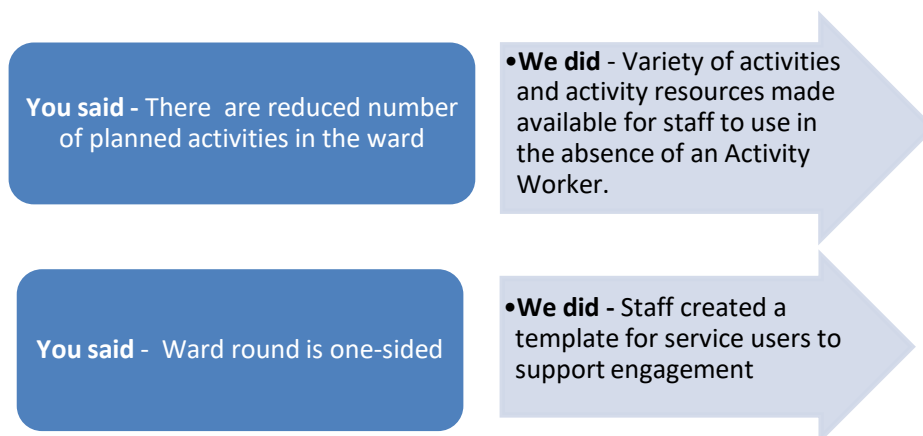 You said - There are reduced number
of planned activities in the ward
•We did - Variety of activities
and activity resources made
available for staff to use in
the absence of an Activity
Worker.
You said - Ward round is one-sided
•We did - Staff created a
template for service users to
support engagement